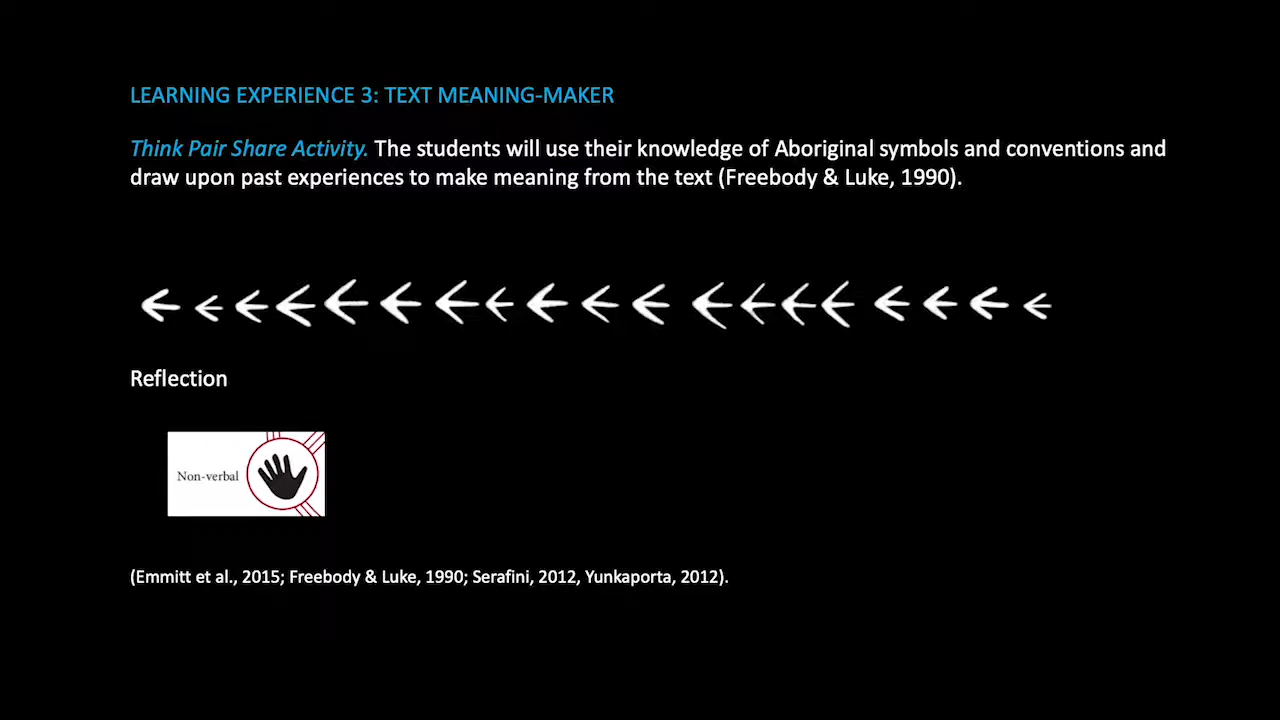 LEARNING EXPERIENCE 3: TEXT MEANING-MAKER
Think Pair Share Activity. The students will use their knowledge of Aboriginal symbols and conventions and
draw upon past experiences to make meaning from the text (Freebody & Luke, 1990).
Reflection
Non-verbal
(Emmitt et al., 2015; Freebody & Luke, 1990; Serafini, 2012, Yunkaporta, 2012).